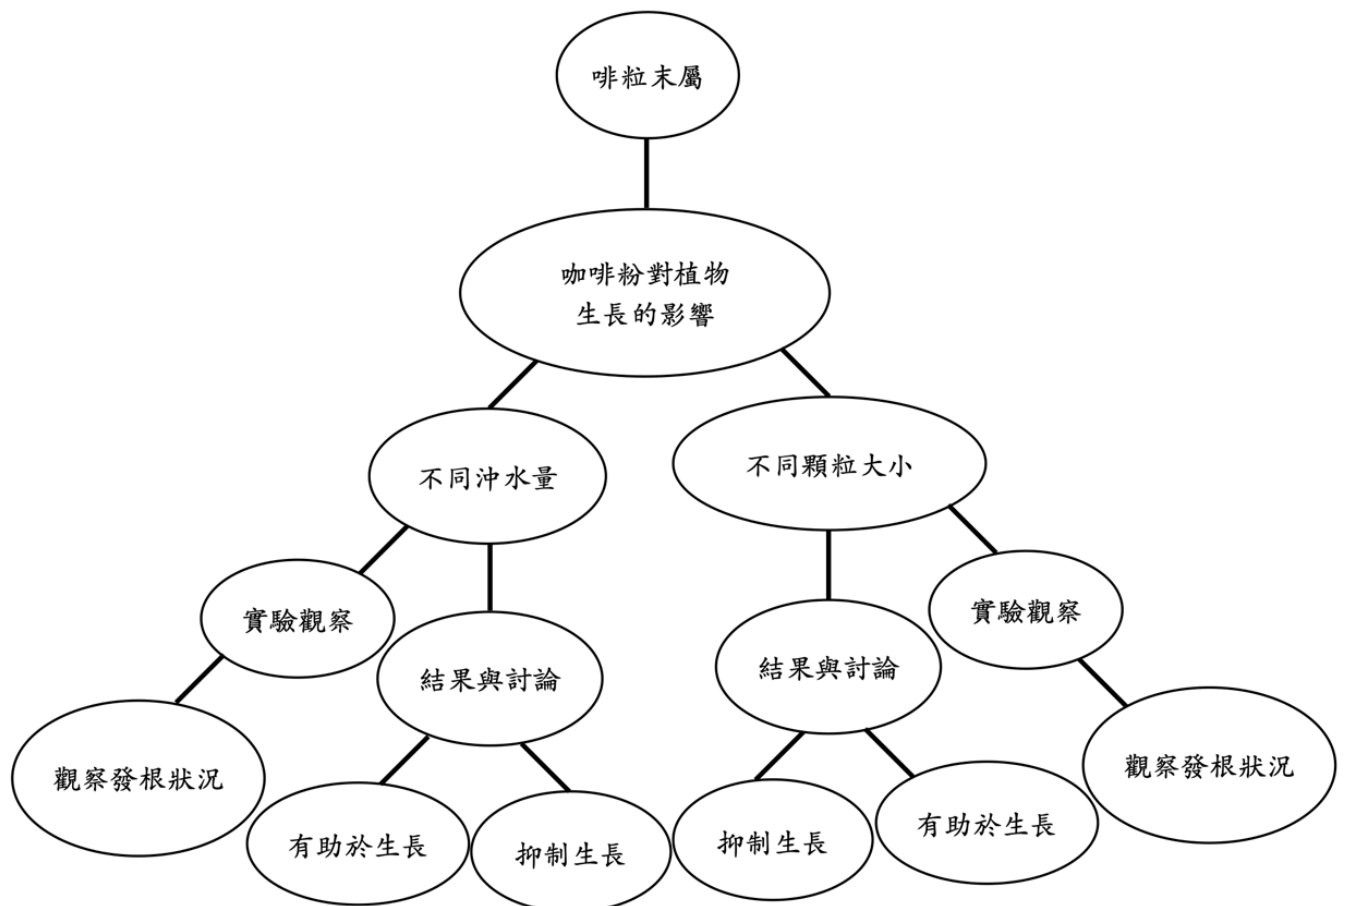 啡粒末屬
咖啡粉對植物
生長的影響
不同沖水量
不同顆粒大小
實驗觀察
結果與討論
結果與討論
實驗觀察
觀察發根狀況
有助於生長
抑制生長
抑制生長
有助於生長
觀察發根狀況